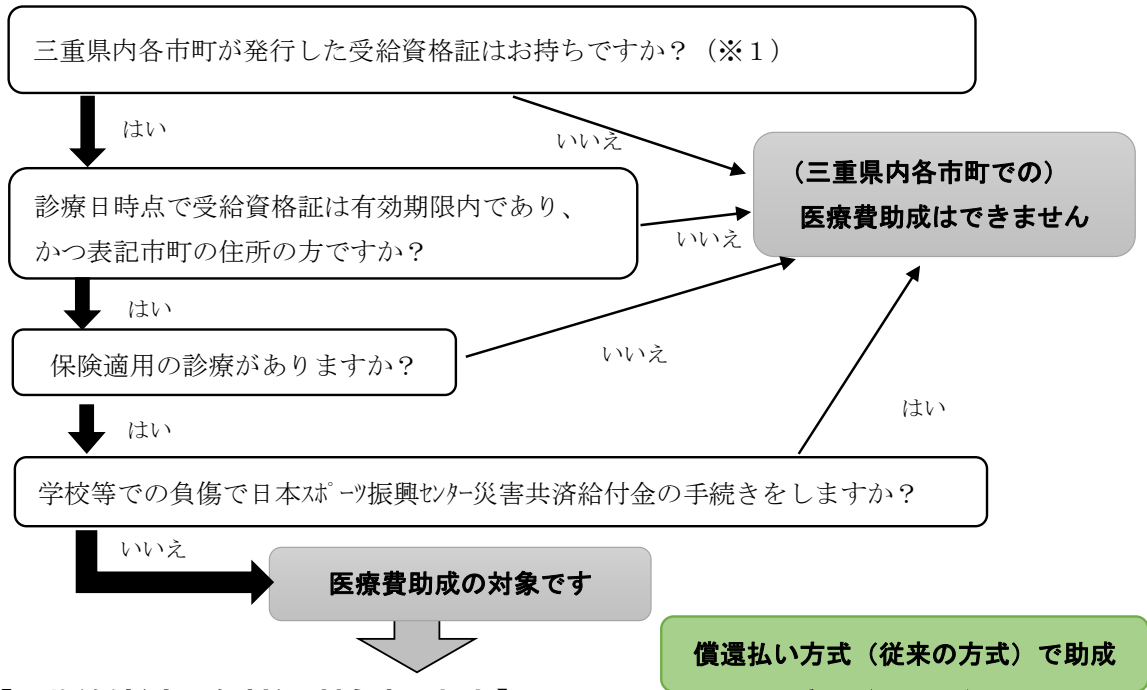 三重県内各市町が発行した受給資格証はお持ちですか？（※１）
はい
いいえ
（三重県内各市町での）
医療費助成はできません
診療日時点で受給資格証は有効期限内であり、
かつ表記市町の住所の方ですか？
いいえ
はい
保険適用の診療がありますか？
いいえ
はい
はい
学校等での負傷で日本ｽﾎﾟｰﾂ振興ｾﾝﾀｰ災害共済給付金の手続きをしますか？
いいえ
医療費助成の対象です
償還払い方式（従来の方式）で助成